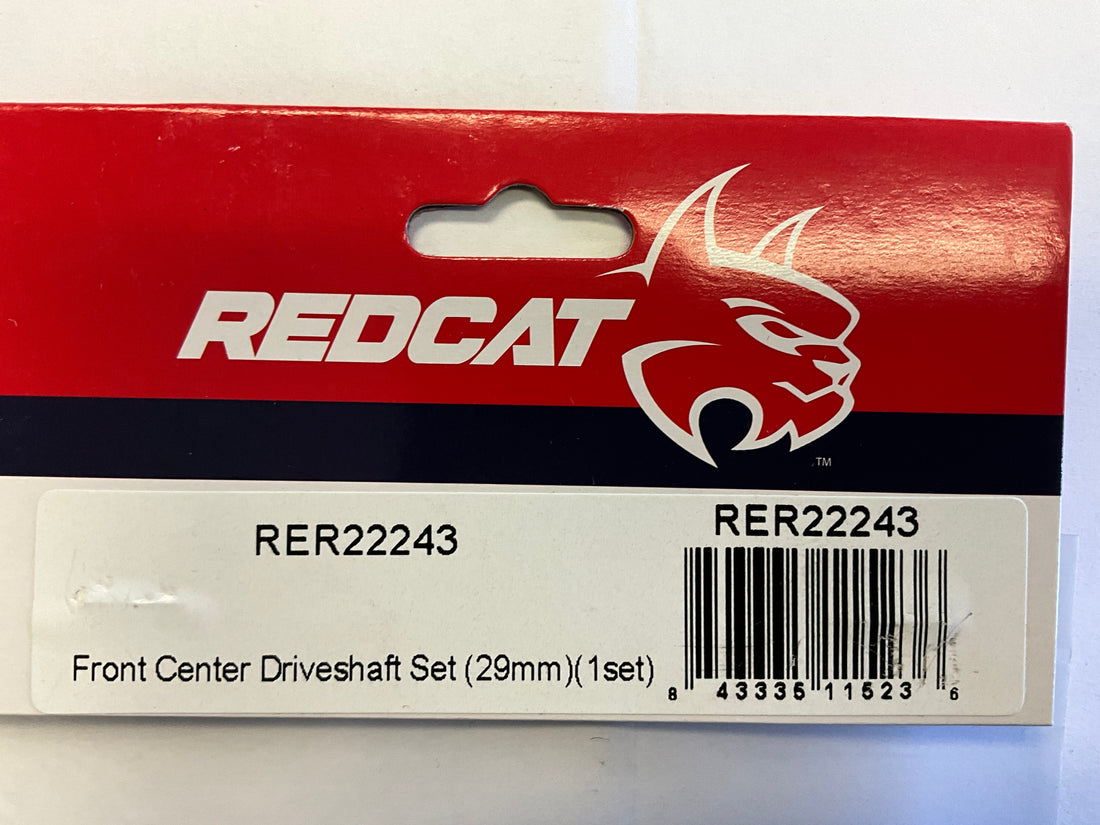 REDCAT
TM
RER22243
RER22243
Front Center Driveshaft Set (29mm)(1set)
8 43335 11523 6